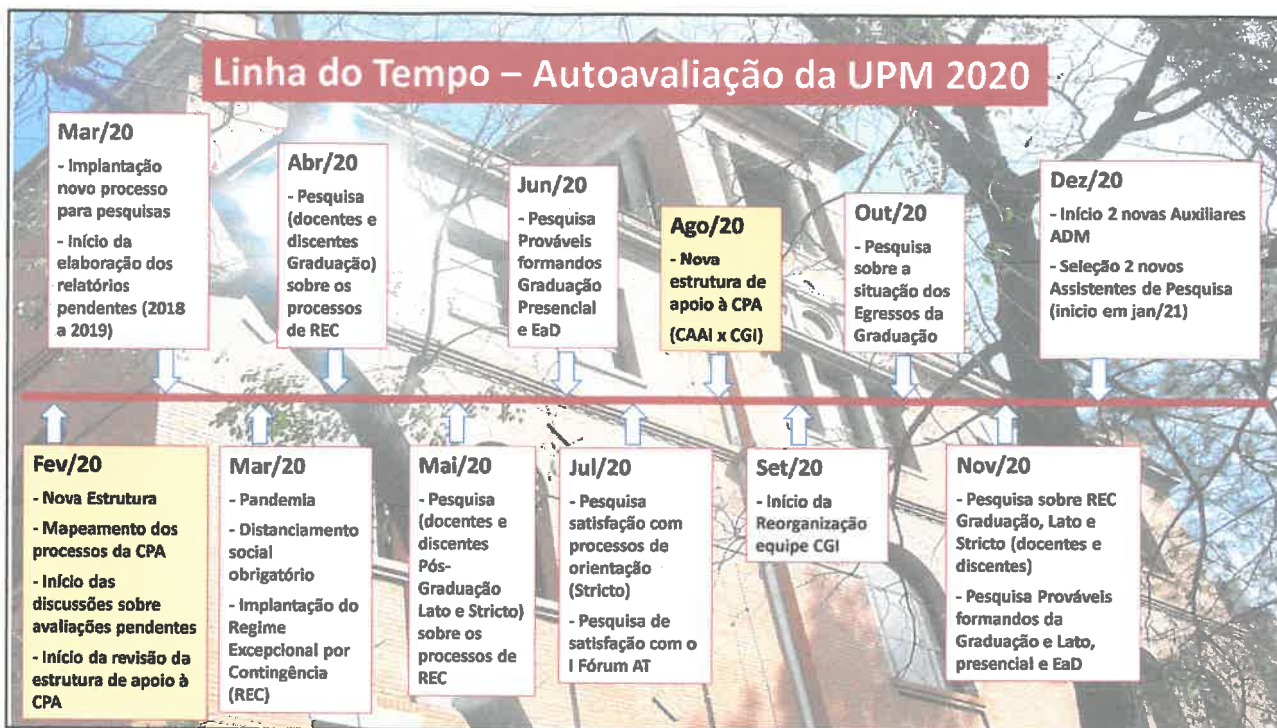 Linha do Tempo – Autoavaliação da UPM 2020
Mar/20
- Implantação
novo processo
para pesquisas
- Início da
elaboração dos
relatórios
pendentes (2018
a 2019)
Abr/20
- Pesquisa
(docentes e
discentes
Graduação)
sobre os
processos
de REC
Jun/20
- Pesquisa
Prováveis
formandos
Graduação
Presencial
e EaD
Ago/20
- Nova
estrutura de
apoio à CPA
(CAAI x CGI)
Out/20
- Pesquisa
sobre a
situação dos
Egressos da
Graduação
Dez/20
- Início 2 novas Auxiliares
ADM
- Seleção 2 novos
Assistentes de Pesquisa
(inicio em jan/21)
Fev/20
- Nova Estrutura
- Mapeamento dos
processos da CPA
- Início das
discussões sobre
avaliações pendentes
- Início da revisão da
estrutura de apoio à
CPA
Mar/20
- Pandemia
- Distanciamento
social
obrigatório
- Implantação do
Regime
Excepcional por
Contingência
(REC)
Mai/20
- Pesquisa
(docentes e
discentes
Pós-
Graduação
Lato e Stricto)
sobre os
processos de
REC
Jul/20
- Pesquisa
satisfação com
processos de
orientação
(Stricto)
- Pesquisa de
satisfação com o
I Fórum AT
Set/20
- Início da
Reorganização
equipe CGI
Nov/20
- Pesquisa sobre REC
Graduação, Lato e
Stricto (docentes e
discentes)
- Pesquisa Prováveis
formandos da
Graduação e Lato,
presencial e EaD